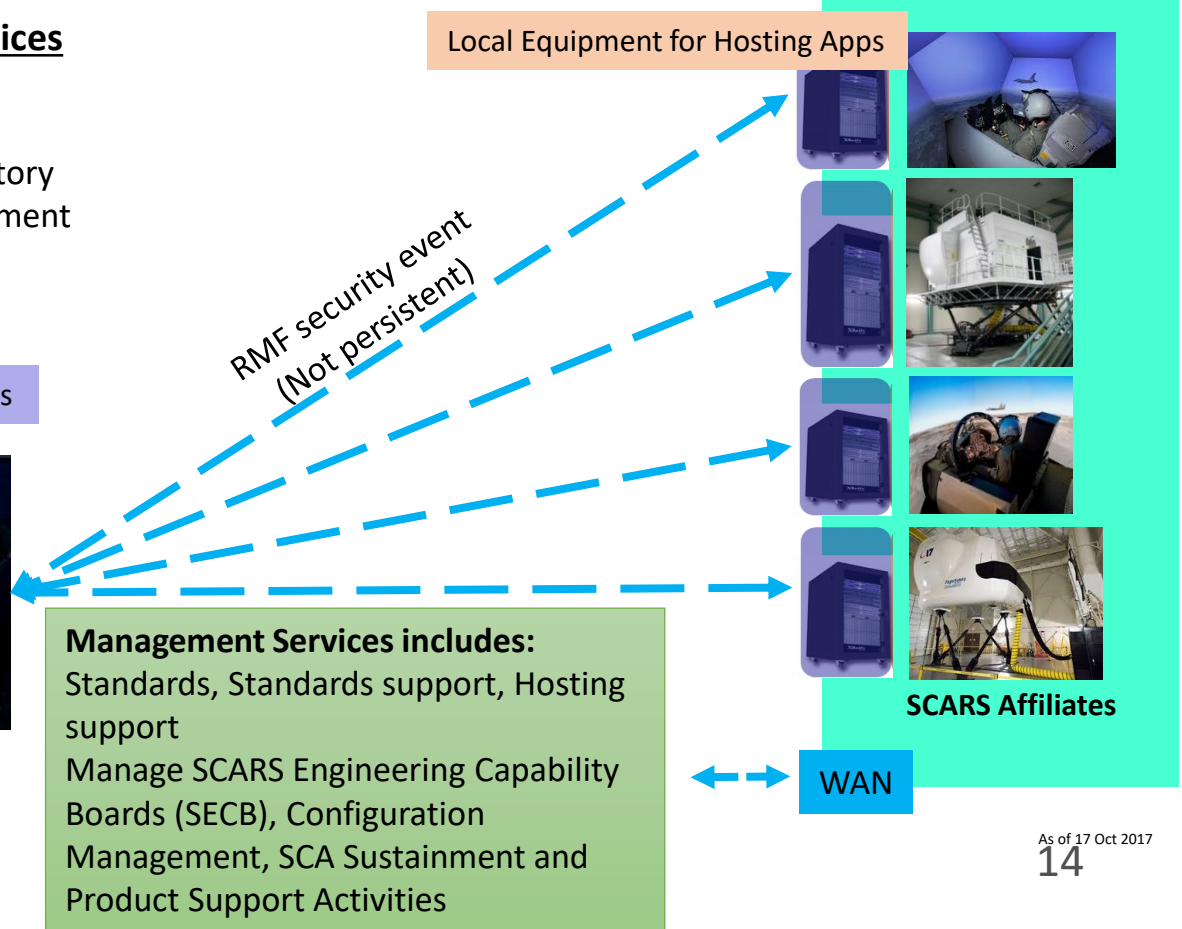 ices
Local Equipment for Hosting Apps
tory
ment
RMF security event
(Not persistent)
s
Management Services includes:
Standards, Standards support, Hosting
support
Manage SCARS Engineering Capability
Boards (SECB), Configuration
Management, SCA Sustainment and
Product Support Activities
SCARS Affiliates
WAN
As of 17 Oct 2017
14